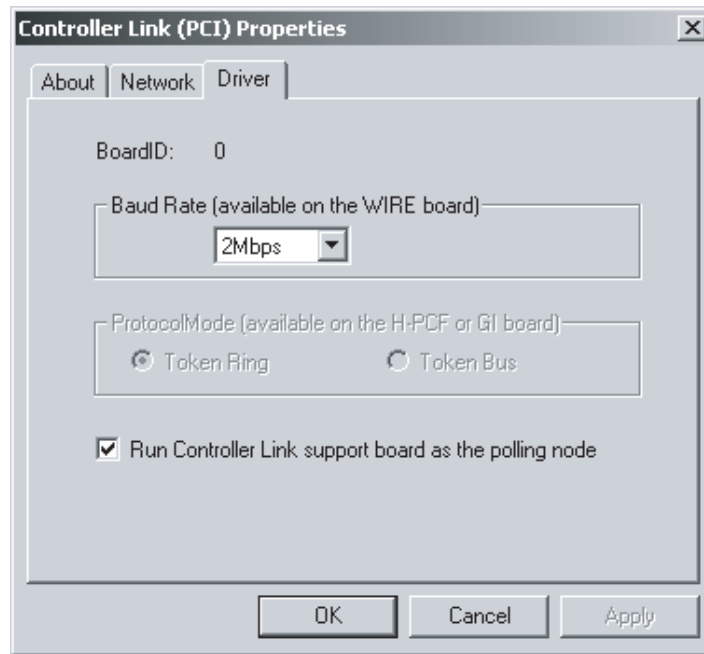 Controller Link (PCI) Properties
About Network Driver
BoardID: 0
Baud Rate (available on the WIRE board)
2Mbps
ProtocolMode (available on the H-PCF or GI board)
Token Ring Token Bus
Run Controller Link support board as the polling node
OK Cancel Apply